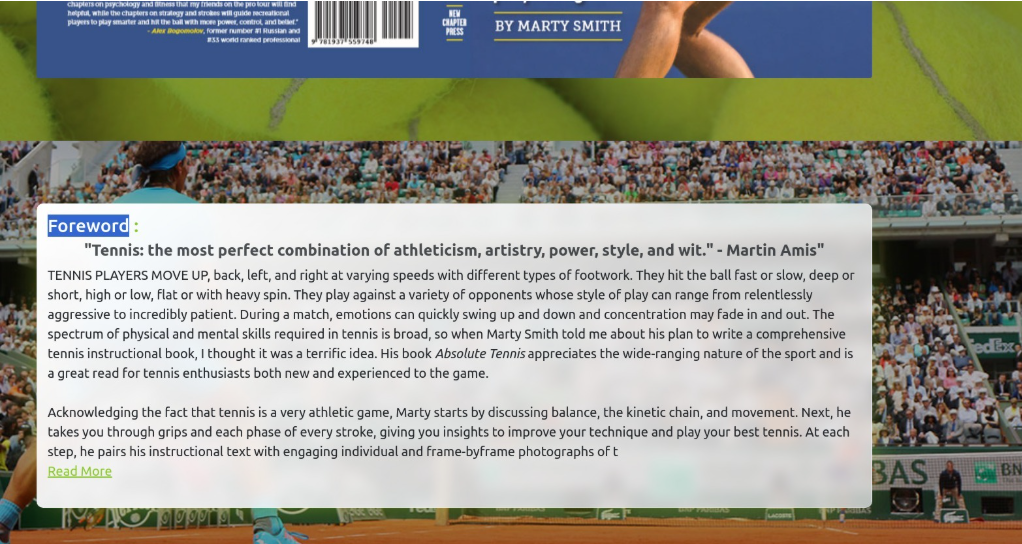 chapters on psychology and fitness that my friends on the pro tour will find
helpful, while the chapters on strategy and strokes will guide recreational
players to play smarter and hit the ball with more power, control, and belief."
- Alex Bogomolov, former number #1 Russian and
#33 world ranked professional
9 781937 559748
NEW
CHAPTER
PRESS
BY MARTY SMITH
Foreword :
"Tennis: the most perfect combination of athleticism, artistry, power, style, and wit." - Martin Amis"
TENNIS PLAYERS MOVE UP, back, left, and right at varying speeds with different types of footwork. They hit the ball fast or slow, deep or
short, high or low, flat or with heavy spin. They play against a variety of opponents whose style of play can range from relentlessly
aggressive to incredibly patient. During a match, emotions can quickly swing up and down and concentration may fade in and out. The
spectrum of physical and mental skills required in tennis is broad, so when Marty Smith told me about his plan to write a comprehensive
tennis instructional book, I thought it was a terrific idea. His book Absolute Tennis appreciates the wide-ranging nature of the sport and is
a great read for tennis enthusiasts both new and experienced to the game.
Acknowledging the fact that tennis is a very athletic game, Marty starts by discussing balance, the kinetic chain, and movement. Next, he
takes you through grips and each phase of every stroke, giving you insights to improve your technique and play your best tennis. At each
step, he pairs his instructional text with engaging individual and frame-byframe photographs of t
Read More
FedEx
BAS
BN
BNP PARIBAS
LACOSTE